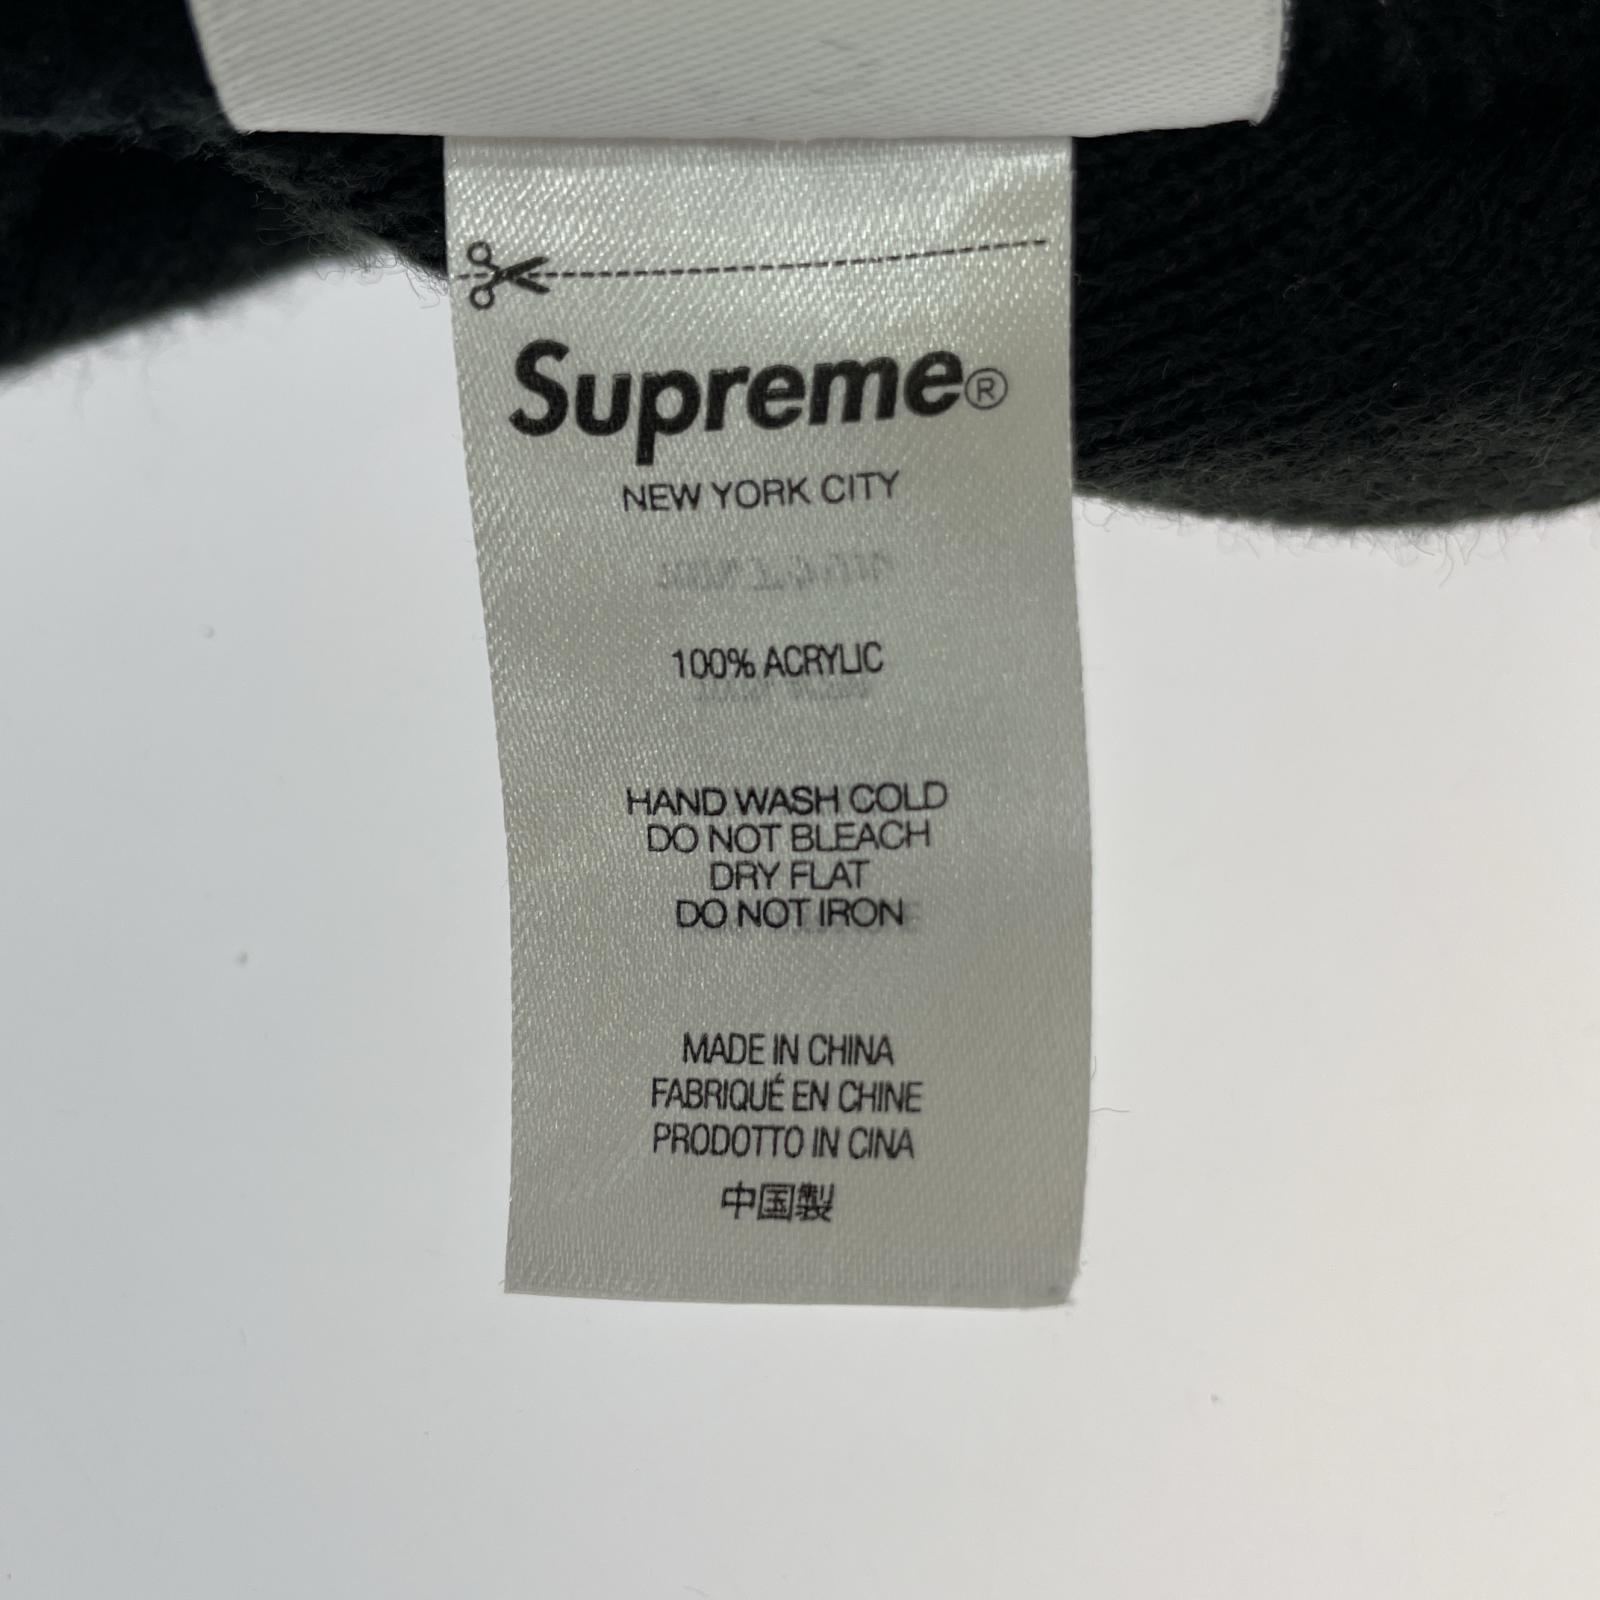 Supreme®
NEW YORK CITY
100% ACRYLIC
HAND WASH COLD
DO NOT BLEACH
DRY FLAT
DO NOT IRON
MADE IN CHINA
FABRIQUÉ EN CHINE
PRODOTTO IN CINA
中国製